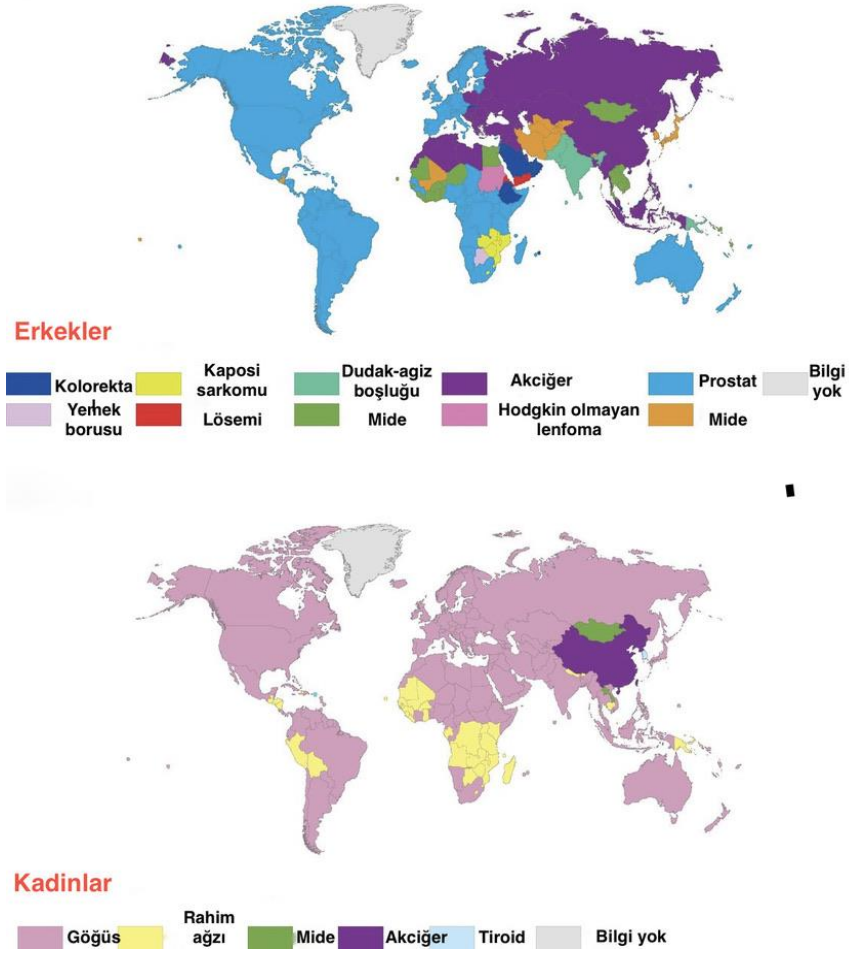 Erkekler
Kolorekta
l
Kaposi
sarkomu
Dudak-agiz
boşluğu
Akciğer
Prostat
Bilgi
yok
Yemek
borusu
Lösemi
Mide
Hodgkin olmayan
lenfoma
Mide
Kadinlar
Göğüs
Rahim
ağzı
Mide
Akciğer
Tiroid
Bilgi yok